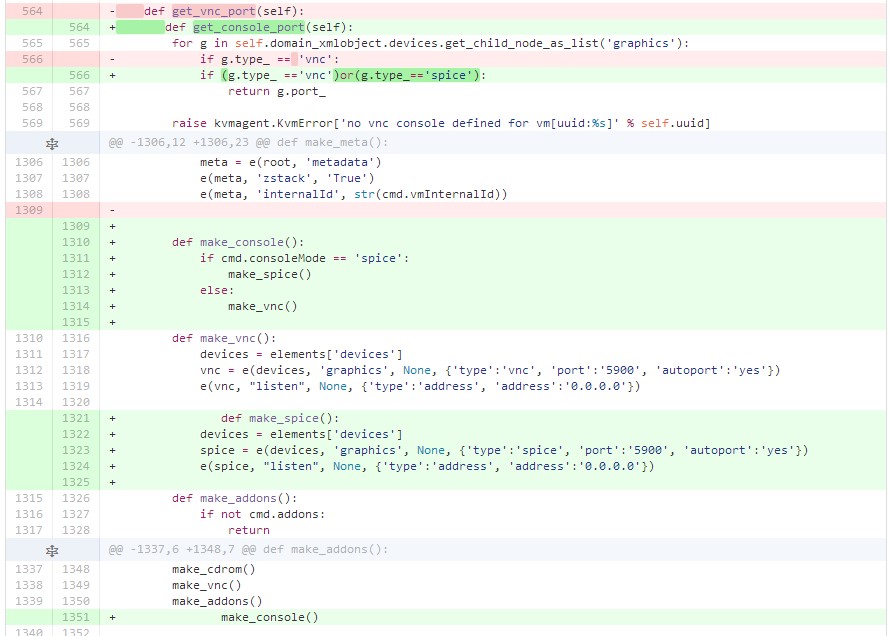 564 -    def get_vnc_port(self):
564 +       def get_console_port(self):
565 565         for g in self.domain_xmlobject.devices.get_child_node_as_list('graphics'):
566 -            if g.type_ == 'vnc':
566 +            if (g.type_ =='vnc')or(g.type_=='spice'):
567 567                 return g.port_
568 568
569 569         raise kvmagent.KvmError['no vnc console defined for vm[uuid:%s]' % self.uuid]
@@ -1306,12 +1306,23 @@ def make_meta():
1306 1306             meta = e(root, 'metadata')
1307 1307             e(meta, 'zstack', 'True')
1308 1308             e(meta, 'internalId', str(cmd.vmInternalId))
1309 -
1309 +
1310 +        def make_console():
1311 +            if cmd.consoleMode == 'spice':
1312 +                make_spice()
1313 +            else:
1314 +                make_vnc()
1315 +
1310 1316         def make_vnc():
1311 1317             devices = elements['devices']
1312 1318             vnc = e(devices, 'graphics', None, {'type':'vnc', 'port':'5900', 'autoport':'yes'})
1313 1319             e(vnc, "listen", None, {'type':'address', 'address':'0.0.0.0'})
1314 1320
1321 +               def make_spice():
1322 +            devices = elements['devices']
1323 +            spice = e(devices, 'graphics', None, {'type':'spice', 'port':'5900', 'autoport':'yes'})
1324 +            e(spice, "listen", None, {'type':'address', 'address':'0.0.0.0'})
1325 +
1315 1326         def make_addons():
1316 1327             if not cmd.addons:
1317 1328                 return
@@ -1337,6 +1348,7 @@ def make_addons():
1337 1348         make_cdrom()
1338 1349         make_vnc()
1339 1350         make_addons()
1351 +               make_console()
1340 1352